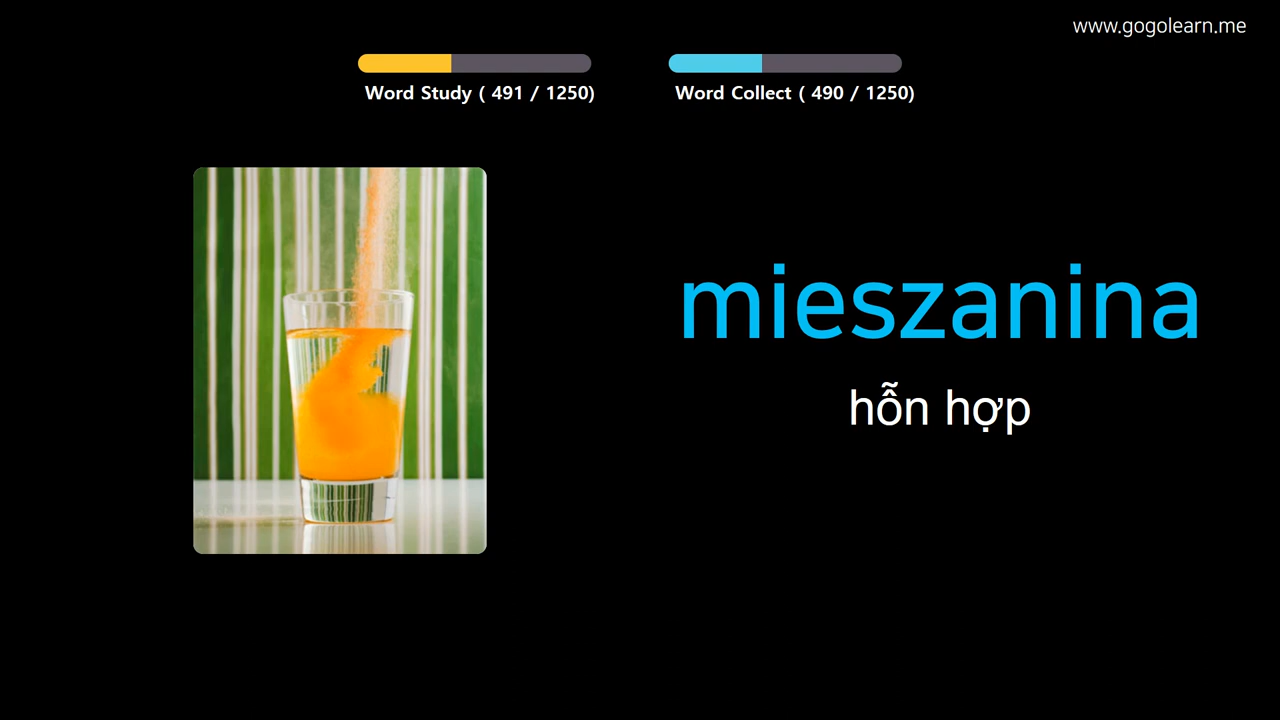 www.gogolearn.me
Word Study ( 491 / 1250)
Word Collect ( 490 / 1250)
mieszanina
hỗn hợp